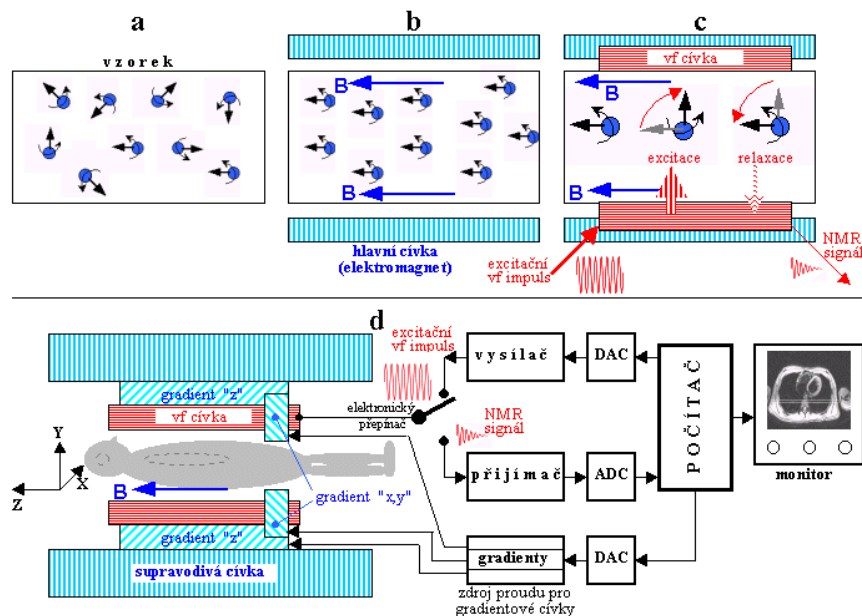 a
b
c
vzorek
B
B
hlavní cívka
(elektromagnet)
vf cívka
B
excitace
relaxace
B
excitační
vf impuls
NMR
signál
d
gradient "z"
vf cívka
Y
X
Z
B
gradient "x,y"
gradient "z"
supravodivá cívka
excitační
vf impuls
elektronický
přepínač
NMR
signál
vysílač
DAC
přijímač
ADC
gradienty
DAC
zdroj proudu pro
gradientové cívky
POČÍTAČ
monitor